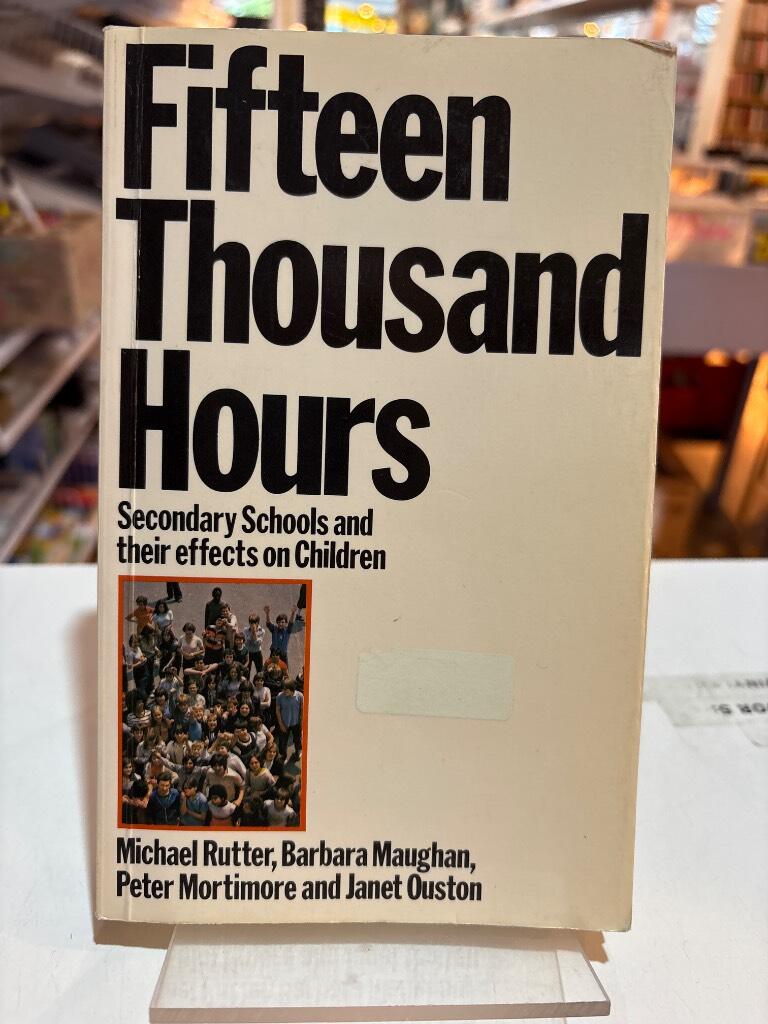 Fifteen
Thousand
Hours
Secondary Schools and
their effects on Children
Michael Rutter, Barbara Maughan,
Peter Mortimore and Janet Ouston